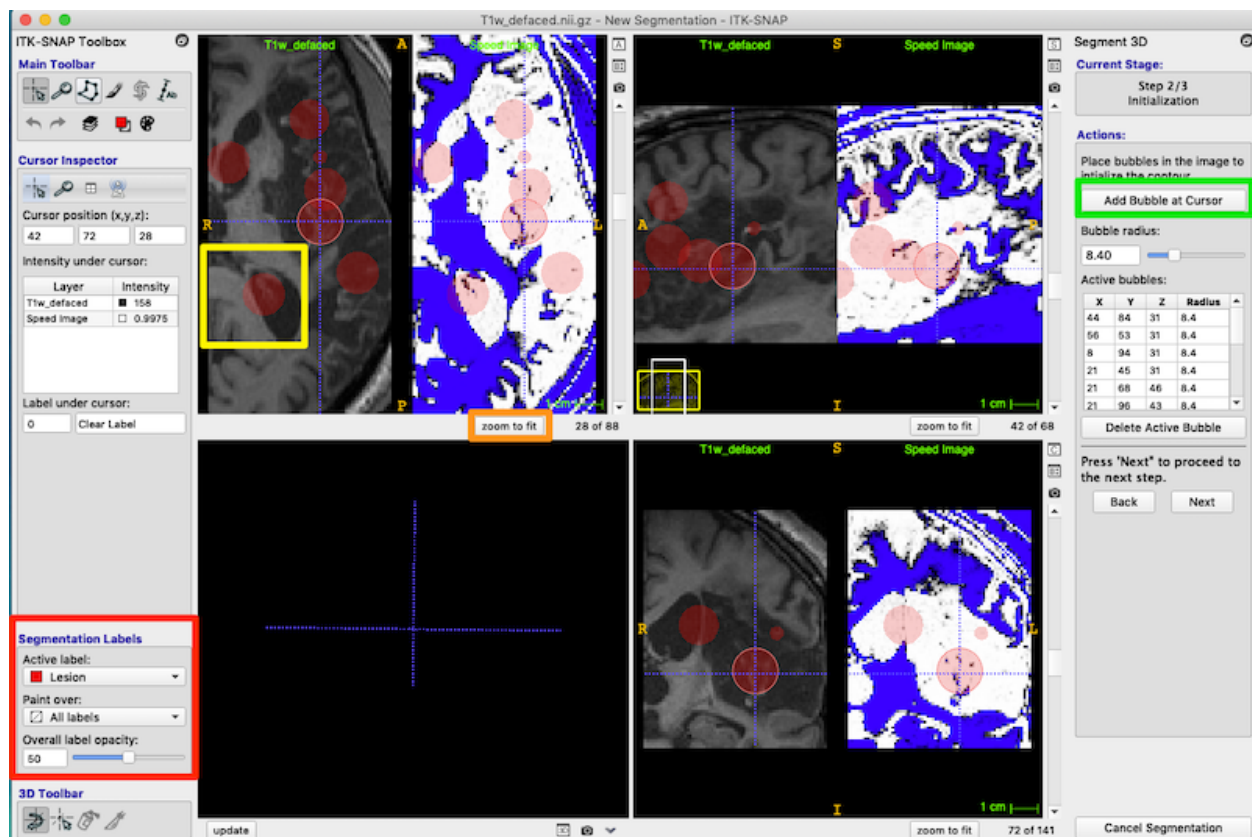 T1w_defaced.nii.gz - New Segmentation - ITK-SNAP
ITK-SNAP Toolbox
Main Toolbar
Cursor Inspector
Cursor position (x,y,z):
42 72 28
Intensity under cursor:
Layer Intensity
T1w_defaced 158
Speed Image 0.9975
Label under cursor:
0 Clear Label
Segmentation Labels
Active label:
Lesion
Paint over:
All labels
Overall label opacity:
50
3D Toolbar
T1w_defaced A Speed Image
R L
P 1 cm
zoom to fit 28 of 88
T1w_defaced S Speed Image
A P
I 1 cm
zoom to fit 42 of 68
update
T1w_defaced S Speed Image
R L
I 1 cm
zoom to fit 72 of 141
A
S
C
3D
Segment 3D
Current Stage:
Step 2/3
Initialization
Actions:
Place bubbles in the image to
intialize the contour
Add Bubble at Cursor
Bubble radius:
8.40
Active bubbles:
X Y Z Radius
44 84 31 8.4
56 53 31 8.4
8 94 31 8.4
21 45 31 8.4
21 68 46 8.4
21 96 43 8.4
Delete Active Bubble
Press "Next" to proceed to
the next step.
Back Next
Cancel Segmentation